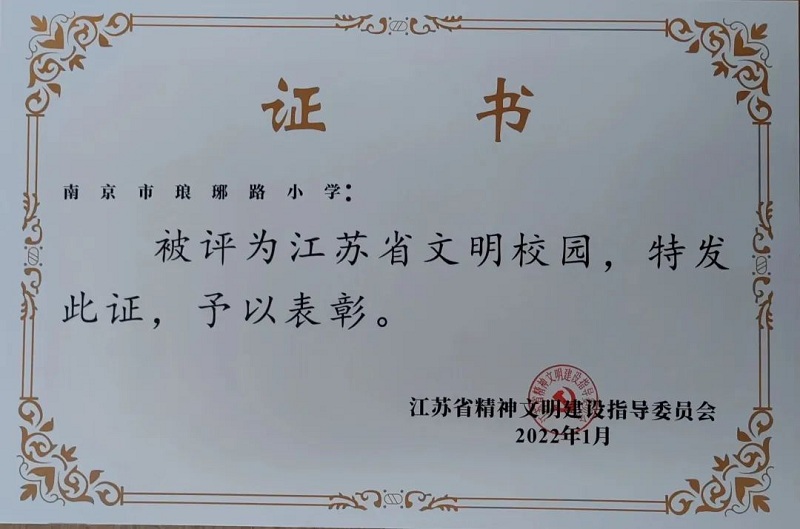 证书
南京市琅琊路小学：
被评为江苏省文明校园，特发
此证，予以表彰。
江苏省精神文明建设指导委员会
2022年1月